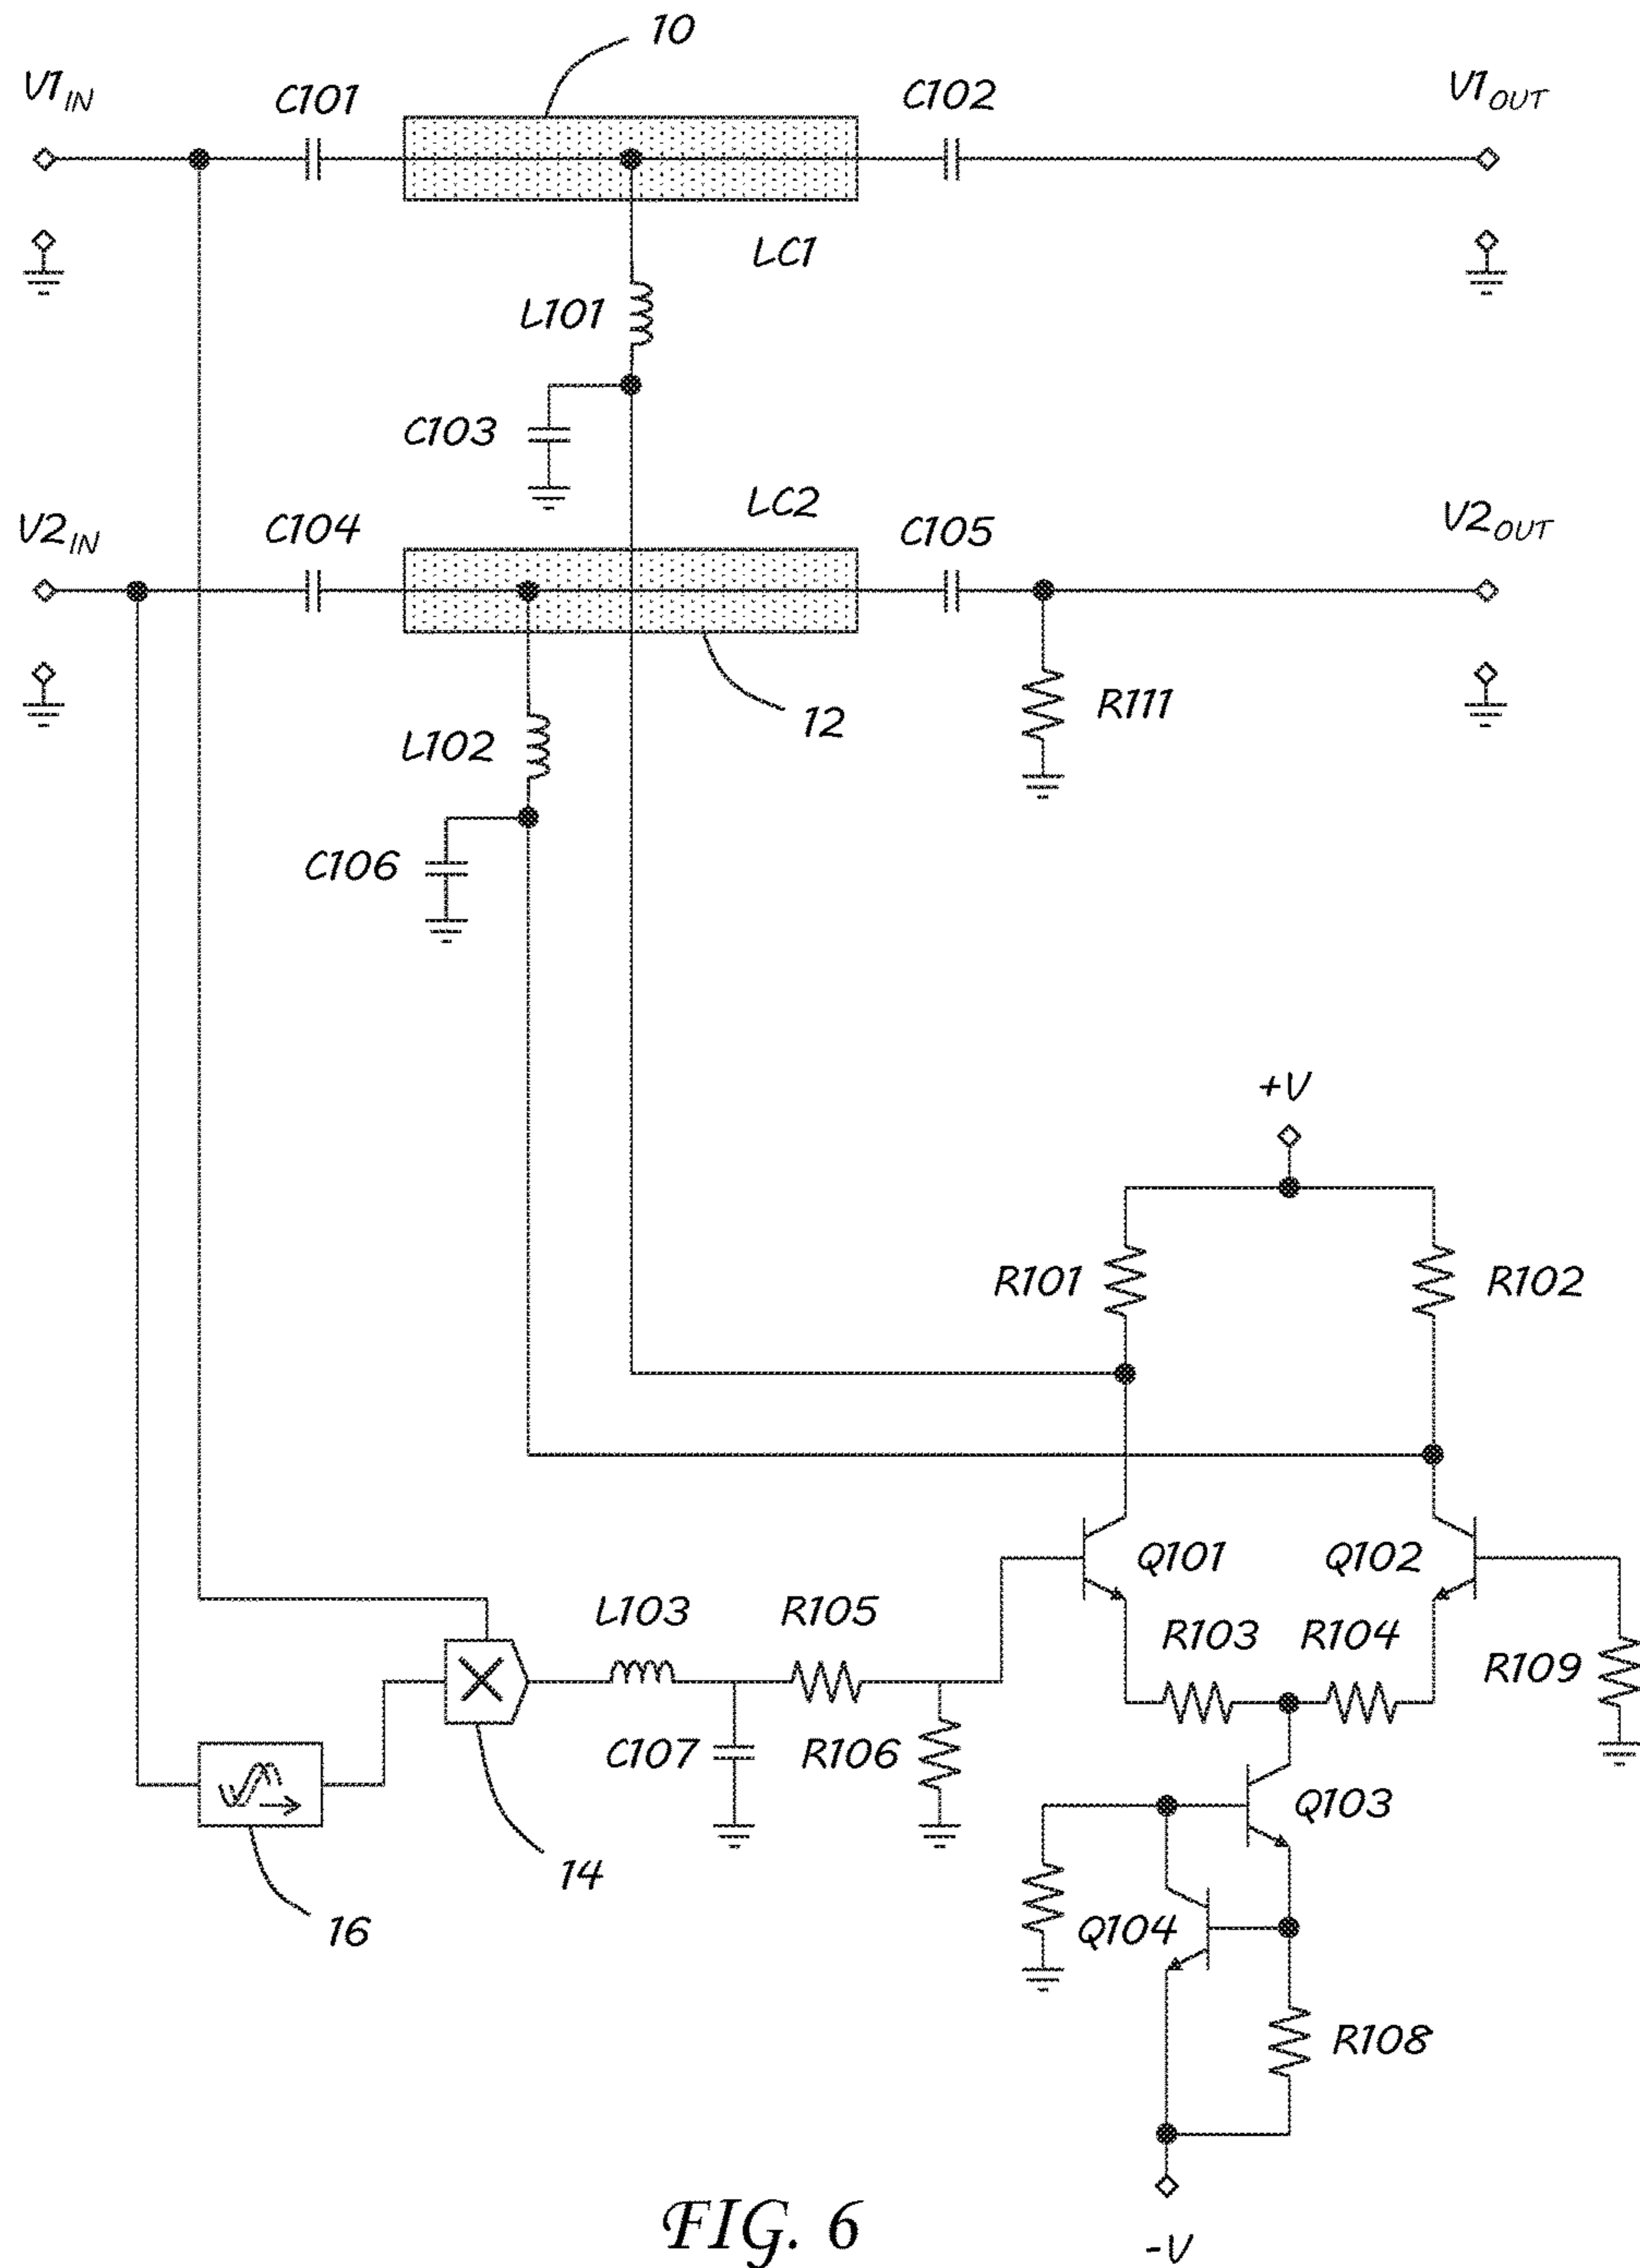 10
V1IN
C101
C102
V1OUT
LC1
L101
C103
LC2
V2IN
C104
C105
V2OUT
R111
12
L102
C106
+V
R101
R102
Q101
Q102
L103
R105
R103
R104
R109
C107
R106
Q103
14
16
Q104
R108
FIG. 6
-V